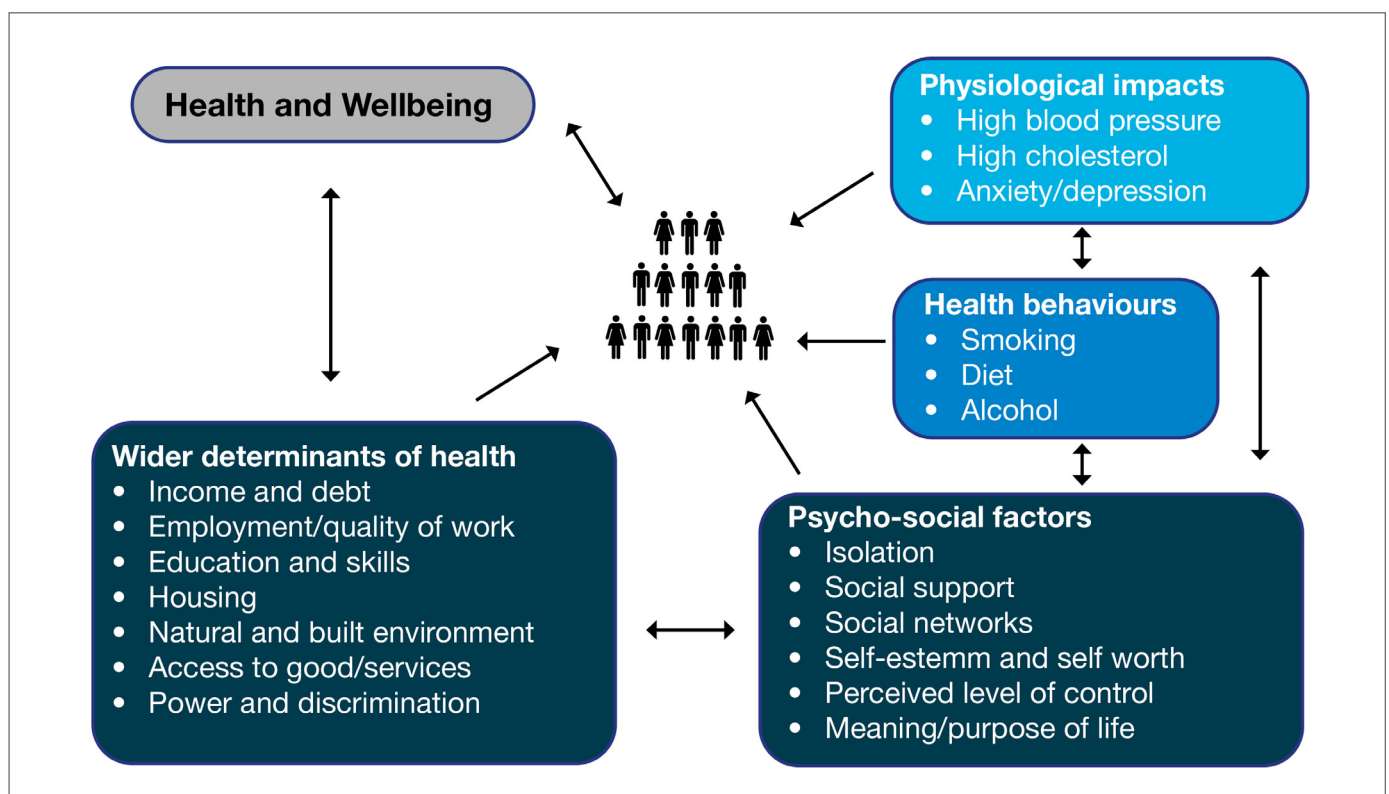 Health and Wellbeing
Physiological impacts
• High blood pressure
• High cholesterol
• Anxiety/depression
Health behaviours
• Smoking
• Diet
• Alcohol
Wider determinants of health
• Income and debt
• Employment/quality of work
• Education and skills
• Housing
• Natural and built environment
• Access to good/services
• Power and discrimination
Psycho-social factors
• Isolation
• Social support
• Social networks
• Self-estemm and self worth
• Perceived level of control
• Meaning/purpose of life